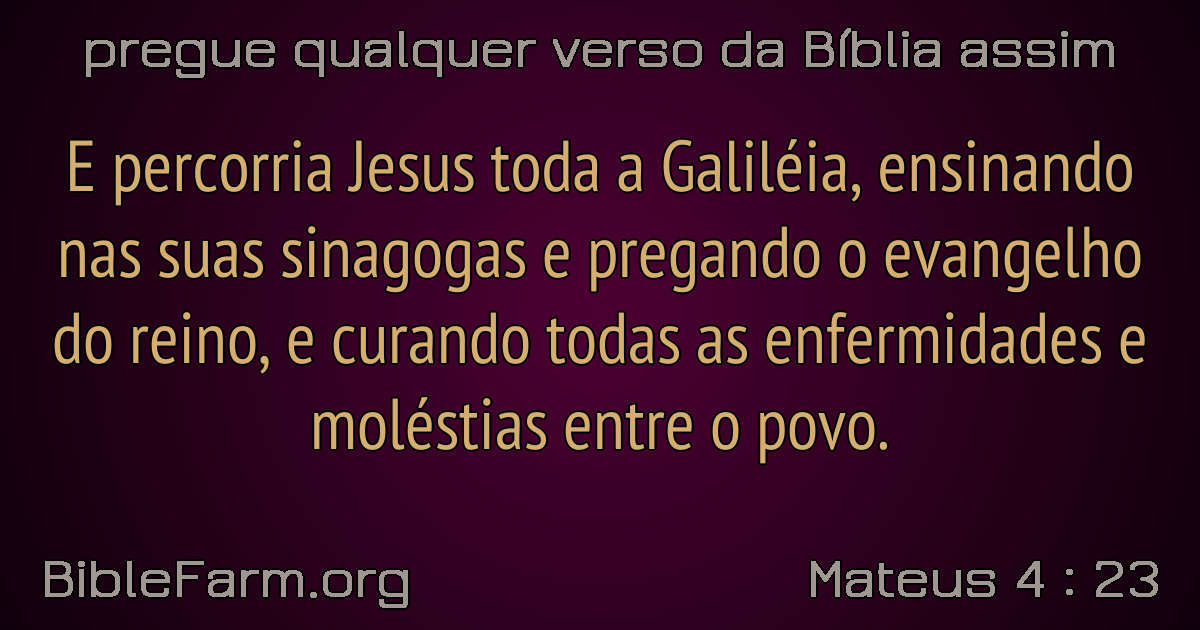 pregue qualquer verso da Bíblia assim
E percorria Jesus toda a Galiléia, ensinando
nas suas sinagogas e pregando o evangelho
do reino, e curando todas as enfermidades e
moléstias entre o povo.
BibleFarm.org
Mateus 4 : 23